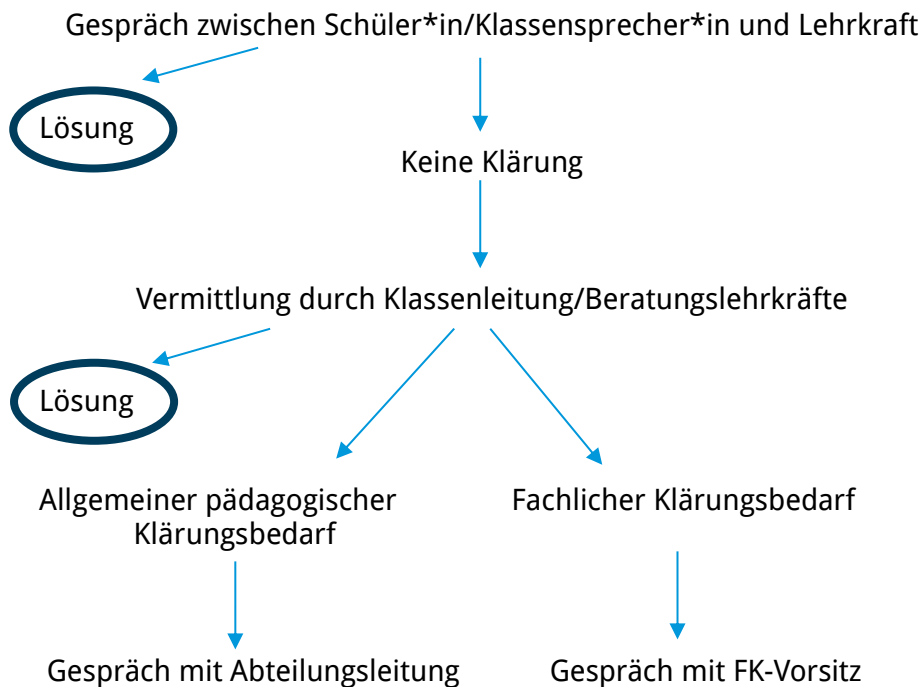 Gespräch zwischen Schüler*in/Klassensprecher*in und Lehrkraft
Lösung
Keine Klärung
Vermittlung durch Klassenleitung/Beratungslehrkräfte
Lösung
Allgemeiner pädagogischer
Klärungsbedarf
Fachlicher Klärungsbedarf
Gespräch mit Abteilungsleitung
Gespräch mit FK-Vorsitz